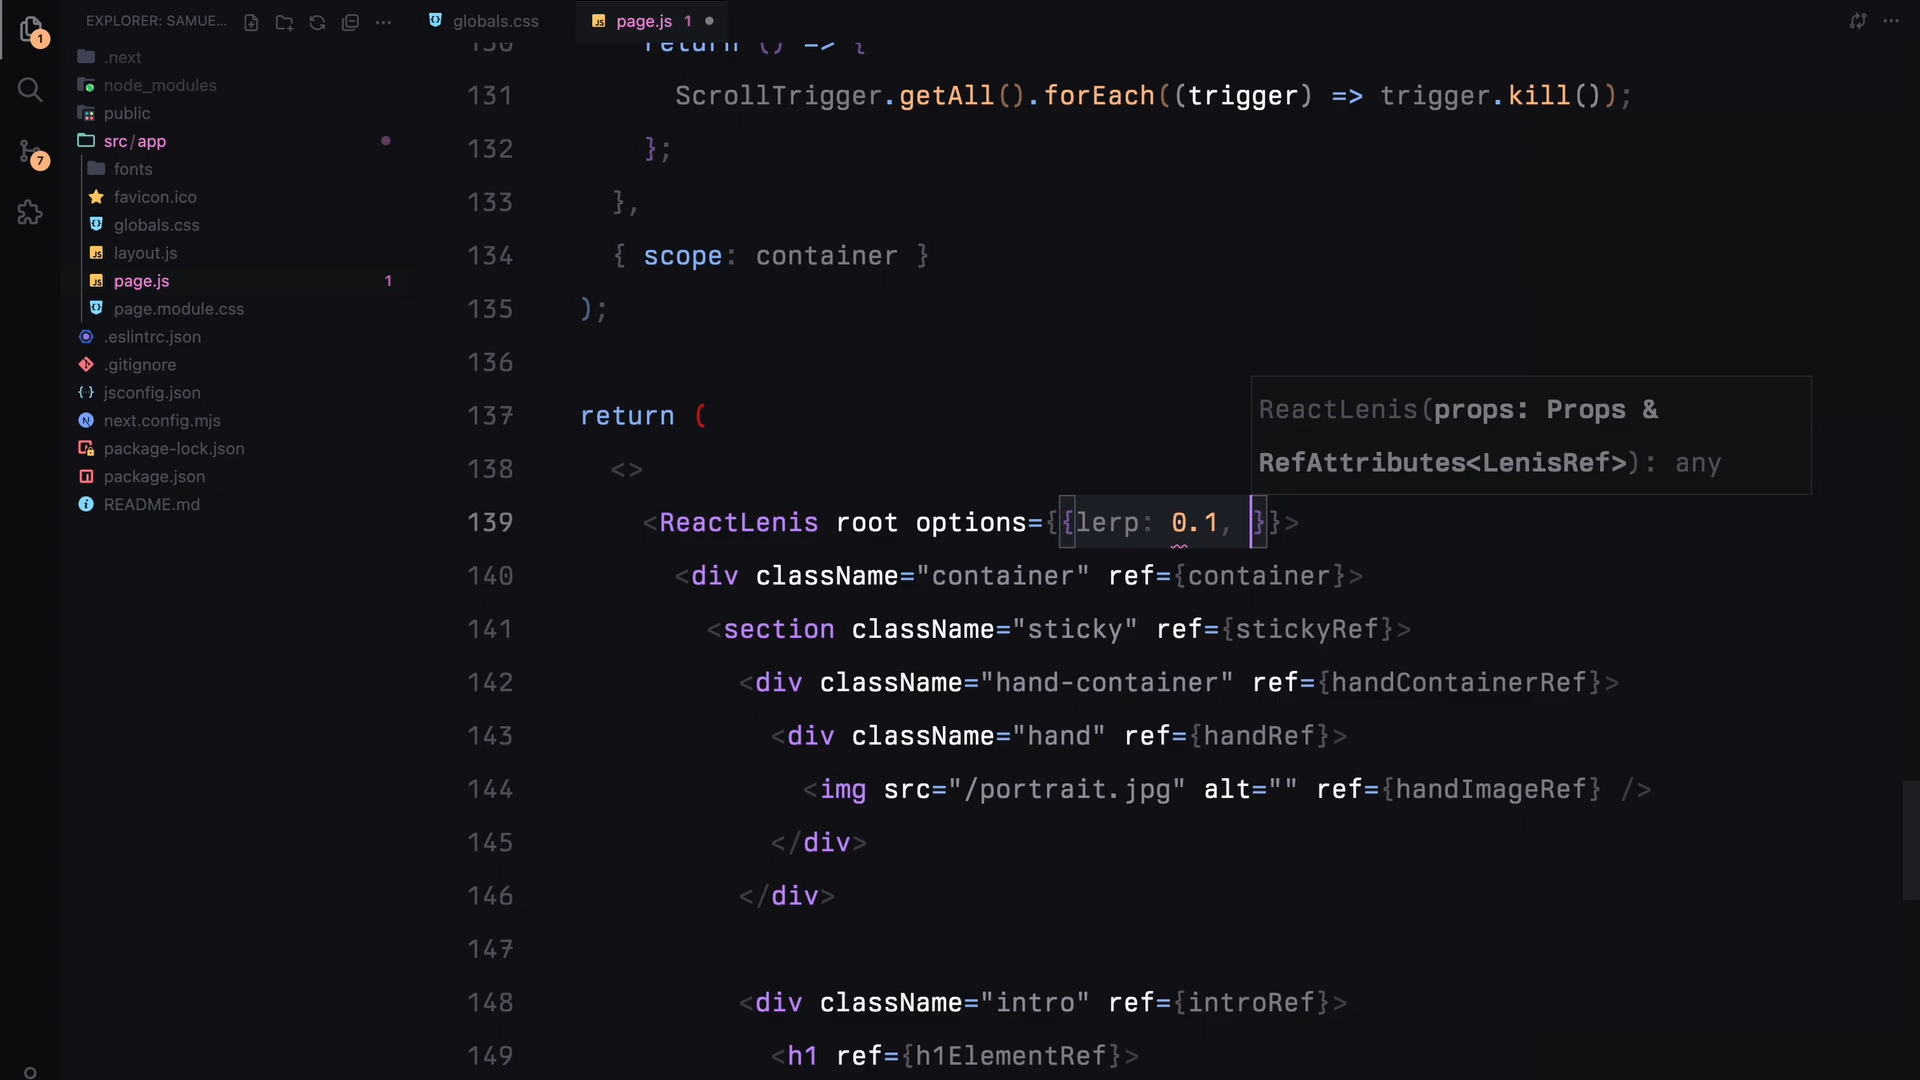 EXPLORER: SAMUE...
globals.css
page.js 1
1
7
.next
node_modules
public
src/app
fonts
favicon.ico
globals.css
layout.js
page.js 1
page.module.css
.eslintrc.json
.gitignore
jsconfig.json
next.config.mjs
package-lock.json
package.json
README.md
130 return () => {
131 ScrollTrigger.getAll().forEach((trigger) => trigger.kill());
132 };
133 },
134 { scope: container }
135 );
136
137 return (
138 <>
ReactLenis(props: Props &
RefAttributes<LenisRef>): any
139 <ReactLenis root options={{lerp: 0.1, }}>
140 <div className="container" ref={container}>
141 <section className="sticky" ref={stickyRef}>
142 <div className="hand-container" ref={handContainerRef}>
143 <div className="hand" ref={handRef}>
144 <img src="/portrait.jpg" alt="" ref={handImageRef} />
145 </div>
146 </div>
147
148 <div className="intro" ref={introRef}>
149 <h1 ref={h1ElementRef}>